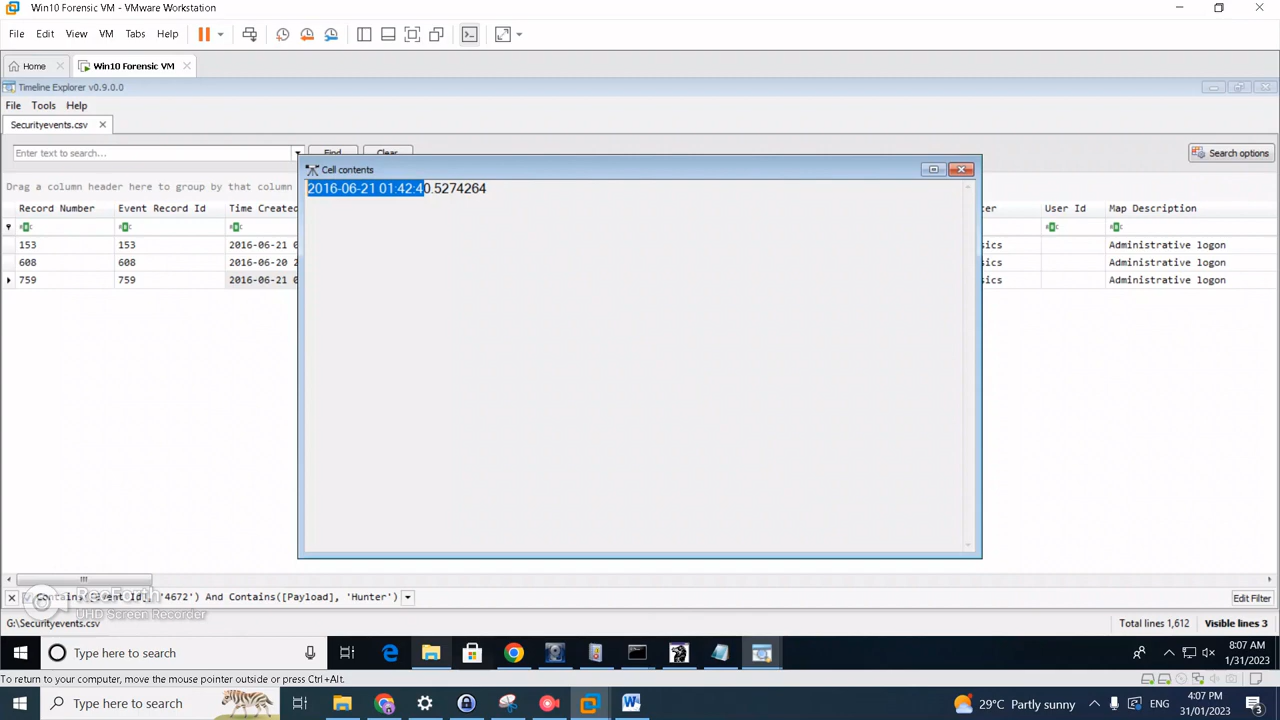 Win10 Forensic VM - VMware Workstation
File Edit View VM Tabs Help
Home Win10 Forensic VM
Timeline Explorer v0.9.0.0
File Tools Help
Securityevents.csv
Enter text to search... Find Clear Search options
Drag a column header here to group by that column
Cell contents
2016-06-21 01:42:40.5274264
Record Number Event Record Id Time Created User Id Map Description
153 153 2016-06-21 0 sics Administrative logon
608 608 2016-06-20 2 sics Administrative logon
759 759 2016-06-21 0 sics Administrative logon
RecForth
UHD Screen Recorder
'4672') And Contains([Payload], 'Hunter') Edit Filter
G:\Securityevents.csv Total lines 1,612 Visible lines 3
Type here to search 8:07 AM
1/31/2023
To return to your computer, move the mouse pointer outside or press Ctrl+Alt.
Type here to search 29°C Partly sunny ENG 4:07 PM
31/01/2023